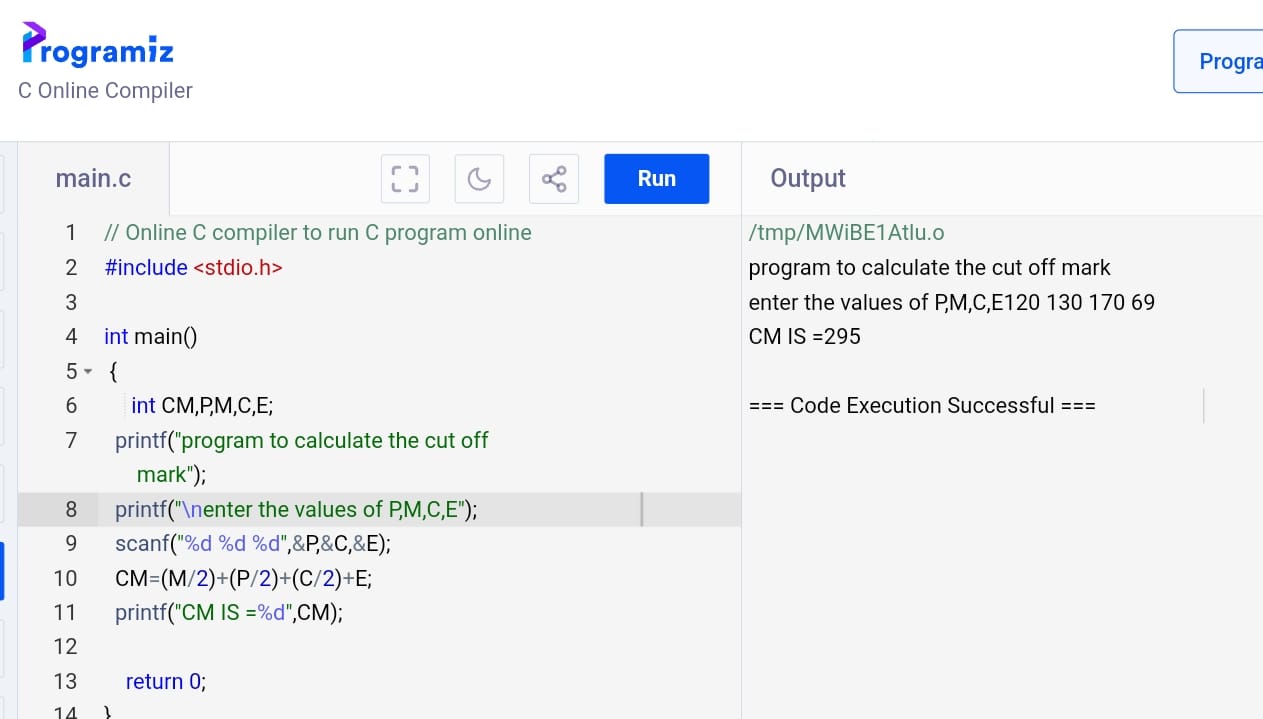 Programiz
C Online Compiler
Progra
main.c
Run
Output
1 // Online C compiler to run C program online
2 #include <stdio.h>
3
4 int main()
5 {
6 int CM,P,M,C,E;
7 printf("program to calculate the cut off
mark");
8 printf("\nenter the values of P,M,C,E");
9 scanf("%d %d %d",&P,&C,&E);
10 CM=(M/2)+(P/2)+(C/2)+E;
11 printf("CM IS =%d",CM);
12
13 return 0;
14 }
/tmp/MWiBE1Atlu.o
program to calculate the cut off mark
enter the values of P,M,C,E120 130 170 69
CM IS =295
=== Code Execution Successful ===